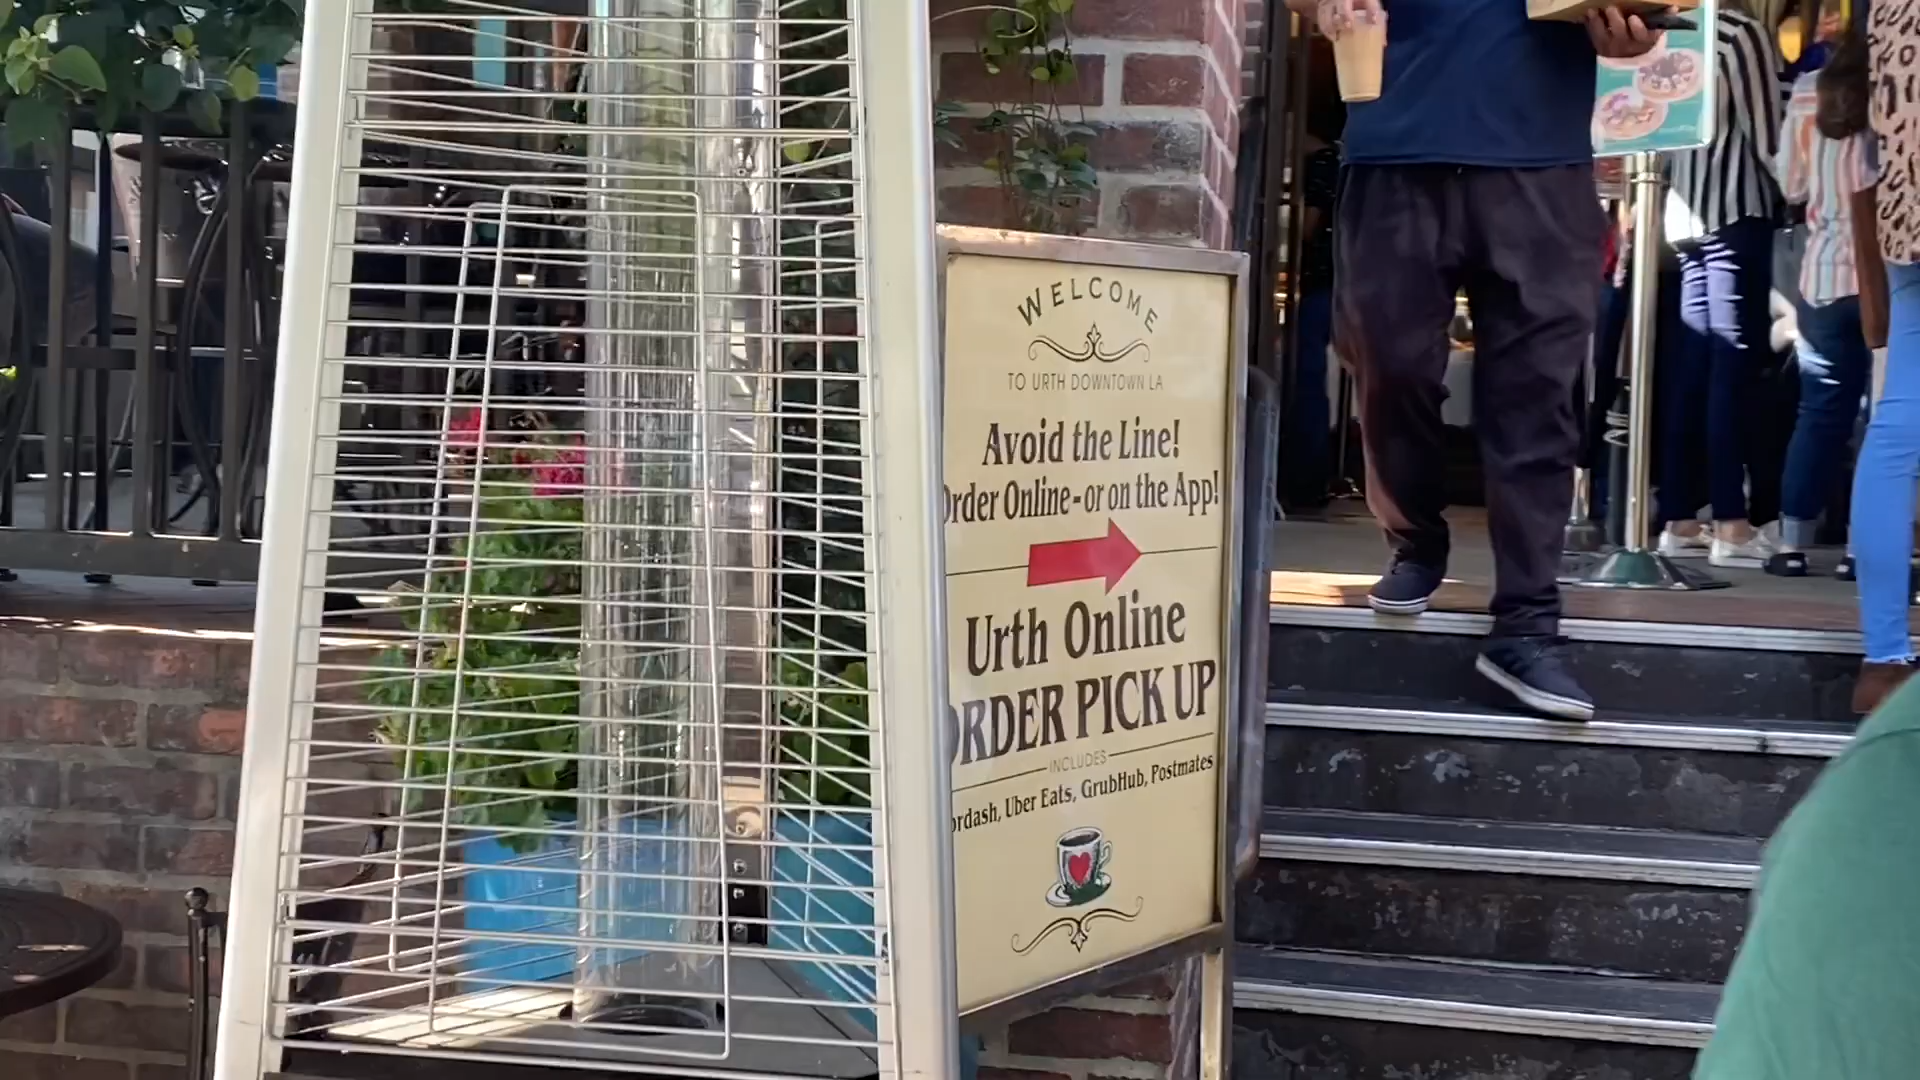 WELCOME
TO URTH DOWNTOWN LA
Avoid the Line!
Order Online-or on the App!
Urth Online
ORDER PICK UP
INCLUDES
ordash, Uber Eats, GrubHub, Postmates